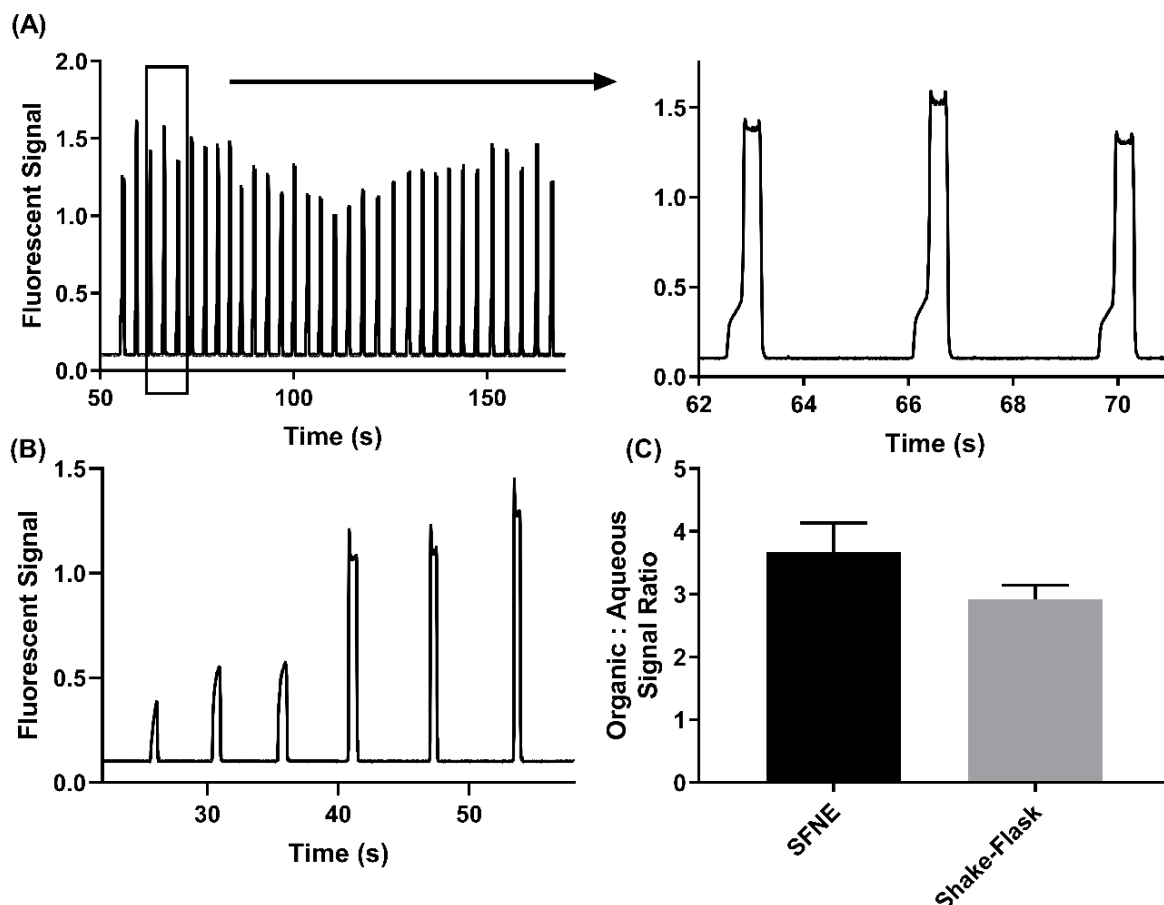 (A)
Fluorescent Signal
2.0
1.5
1.0
0.5
0.0
50
100
150
Time (s)
1.5
1.0
0.5
0.0
62
64
66
68
70
Time (s)
(B)
Fluorescent Signal
1.5
1.0
0.5
0.0
30
40
50
Time (s)
(C)
Organic : Aqueous
Signal Ratio
5
4
3
2
1
0
SFNE
Shake-Flask